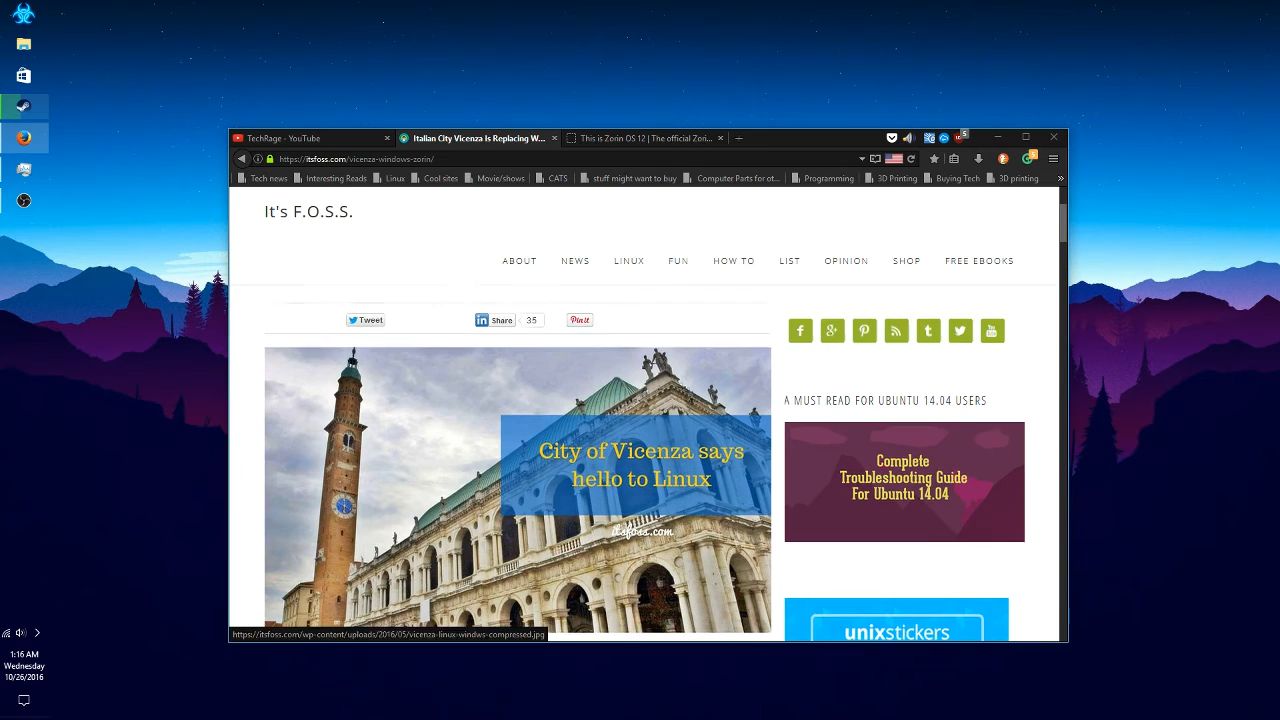 TechRage - YouTube
Italian City Vicenza Is Replacing W...
This is Zorin OS 12 | The official Zori...
5
https://itsfoss.com/vicenza-windows-zorin/
Tech news
Interesting Reads
Linux
Cool sites
Movie/shows
CATS
stuff might want to buy
Computer Parts for ot...
Programming
3D Printing
Buying Tech
3D printing
It's F.O.S.S.
ABOUT
NEWS
LINUX
FUN
HOW TO
LIST
OPINION
SHOP
FREE EBOOKS
Tweet
in Share
35
Pin it
A MUST READ FOR UBUNTU 14.04 USERS
City of Vicenza says
hello to Linux
itsfoss.com
Complete
Troubleshooting Guide
For Ubuntu 14.04
unixstickers
https://itsfoss.com/wp-content/uploads/2016/05/vicenza-linux-windws-compressed.jpg
1:16 AM
Wednesday
10/26/2016